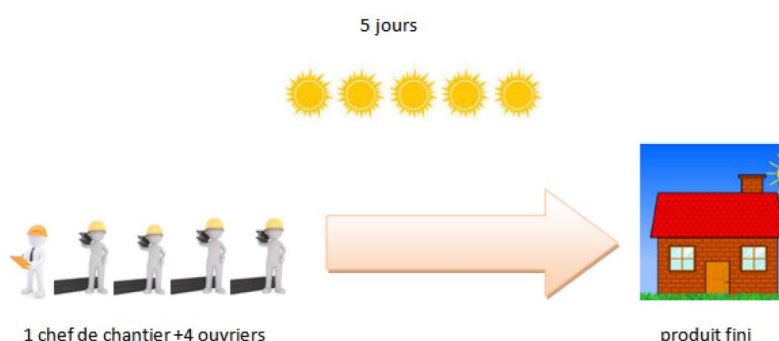 5 jours
1 chef de chantier +4 ouvriers
produit fini